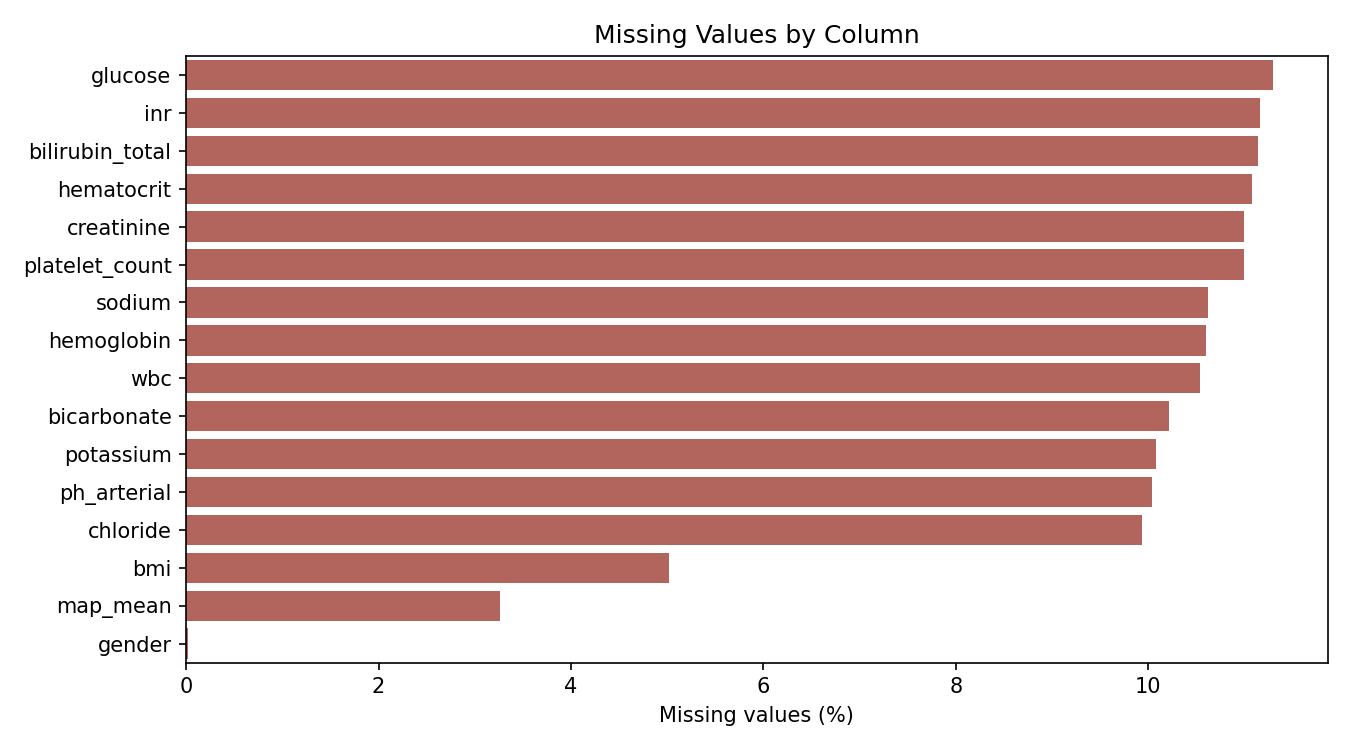 Missing Values by Column
glucose
inr
bilirubin_total
hematocrit
creatinine
platelet_count
sodium
hemoglobin
wbc
bicarbonate
potassium
ph_arterial
chloride
bmi
map_mean
gender
0 2 4 6 8 10
Missing values (%)